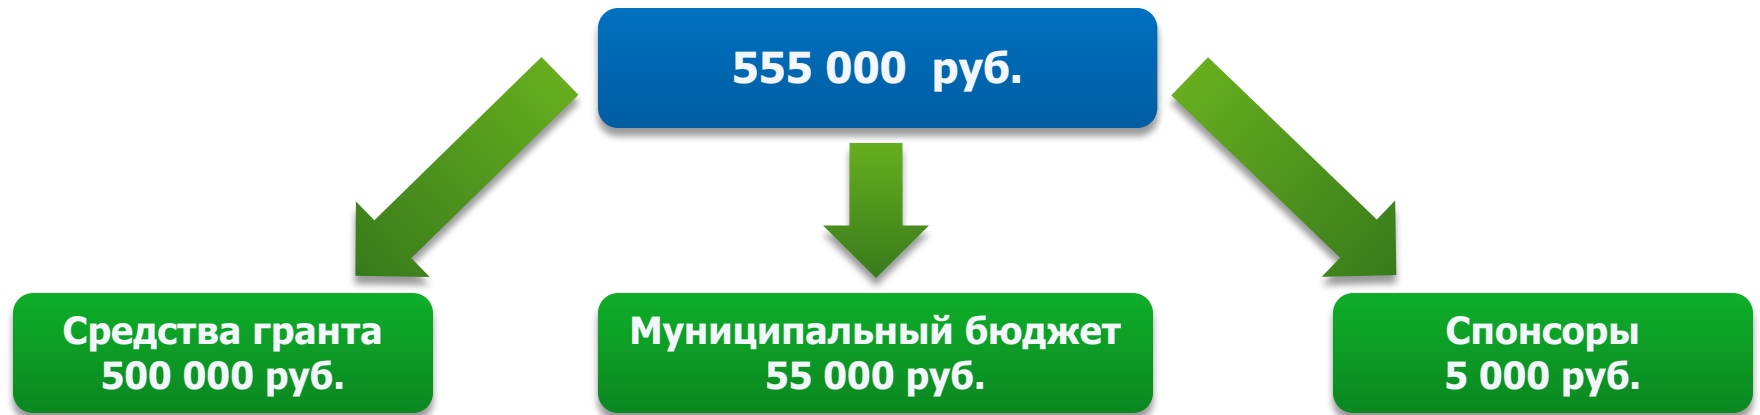 555 000  руб.
Средства гранта
500 000 руб.
Муниципальный бюджет
55 000 руб.
Спонсоры
5 000 руб.